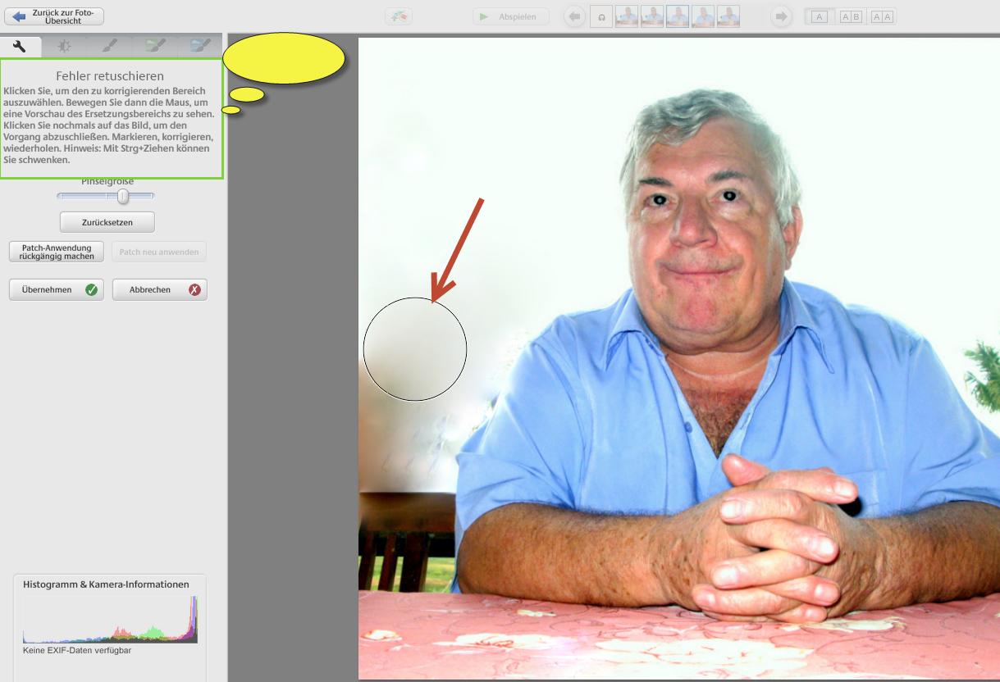 Zurück zur Foto-
Übersicht
Abspielen
A
A B
A A
Fehler retuschieren
Klicken Sie, um den zu korrigierenden Bereich
auszuwählen. Bewegen Sie dann die Maus, um
eine Vorschau des Ersetzungsbereichs zu sehen.
Klicken Sie nochmals auf das Bild, um den
Vorgang abzuschließen. Markieren, korrigieren,
wiederholen. Hinweis: Mit Strg+Ziehen können
Sie schwenken.
Pinselgröße
Zurücksetzen
Patch-Anwendung
rückgängig machen
Patch neu anwenden
Übernehmen
Abbrechen
Histogramm & Kamera-Informationen
Keine EXIF-Daten verfügbar